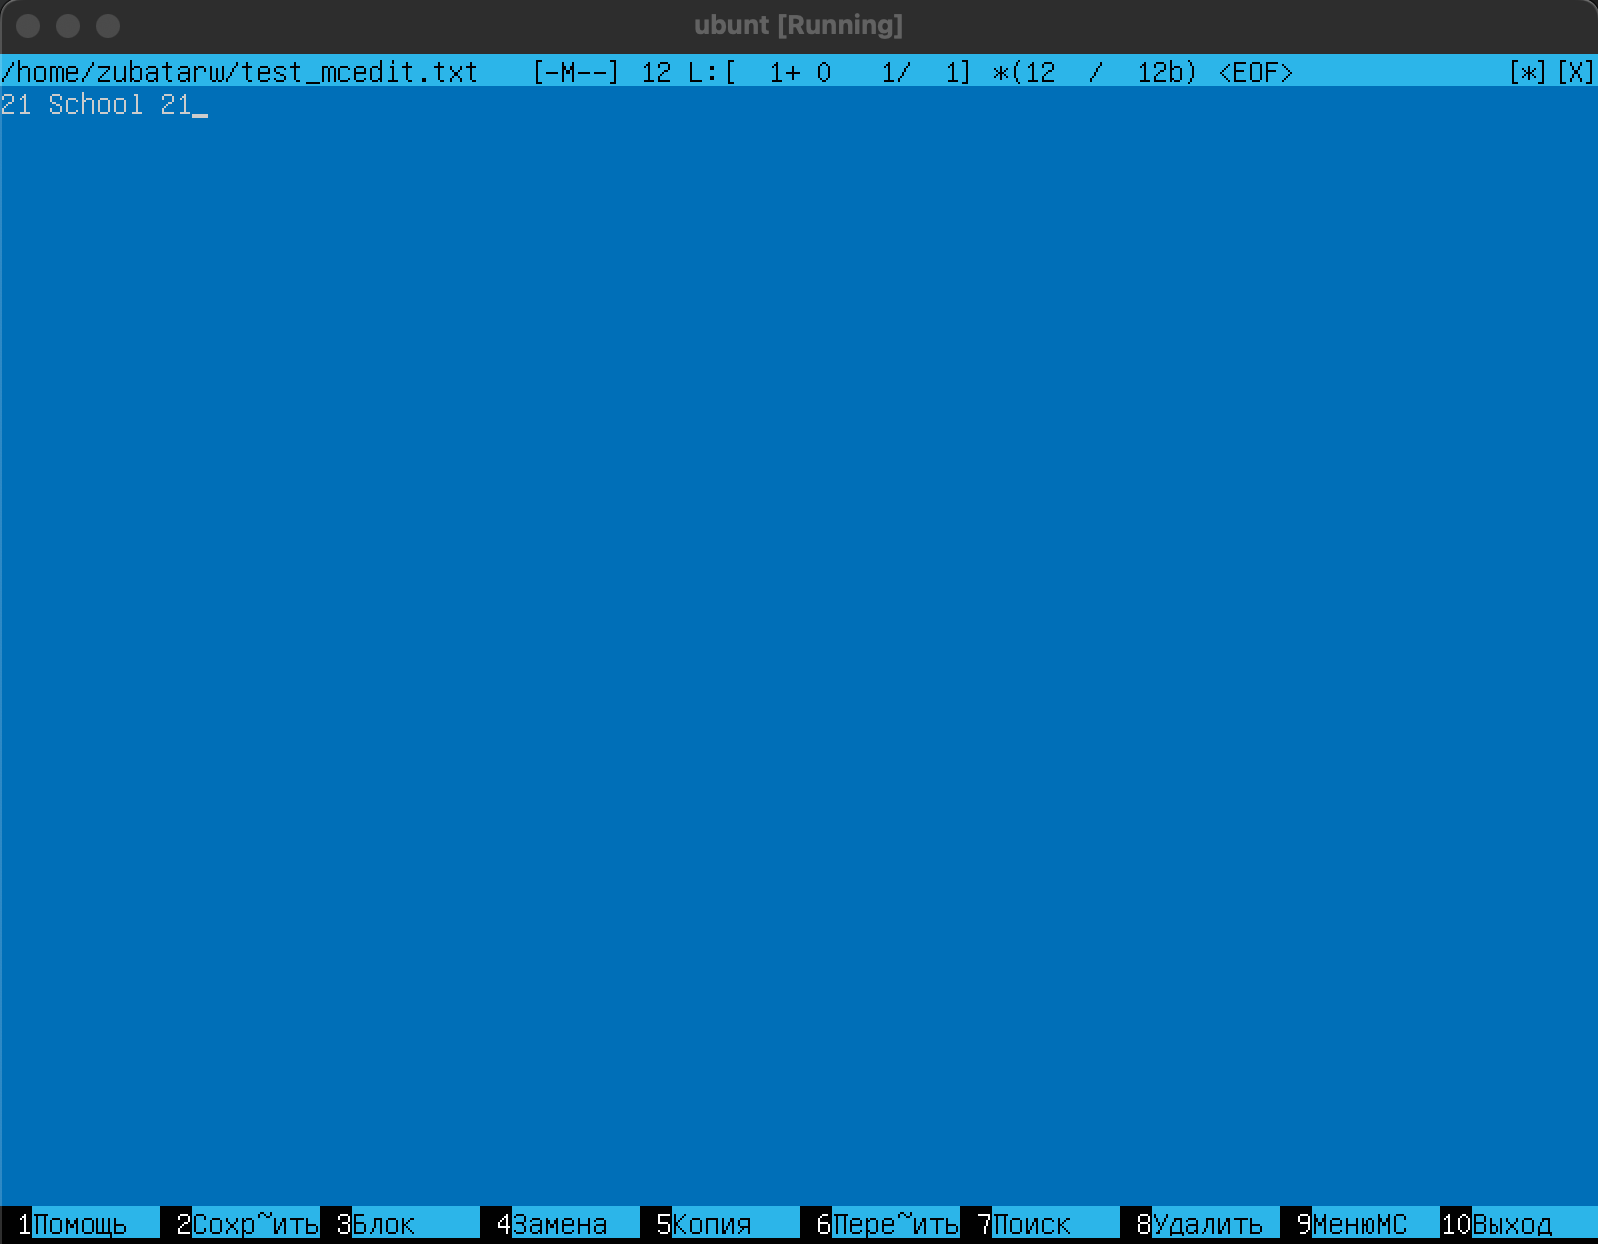 ubunt [Running]
/home/zubatarw/test_mcedit.txt [-M--] 12 L:[ 1+ 0 1/ 1] *(12 / 12b) <EOF> [*][X]
21 School 21_
1Помощь 2Сохр~ить 3Блок 4Замена 5Копия 6Пере~ить 7Поиск 8Удалить 9МенюМС 10Выход